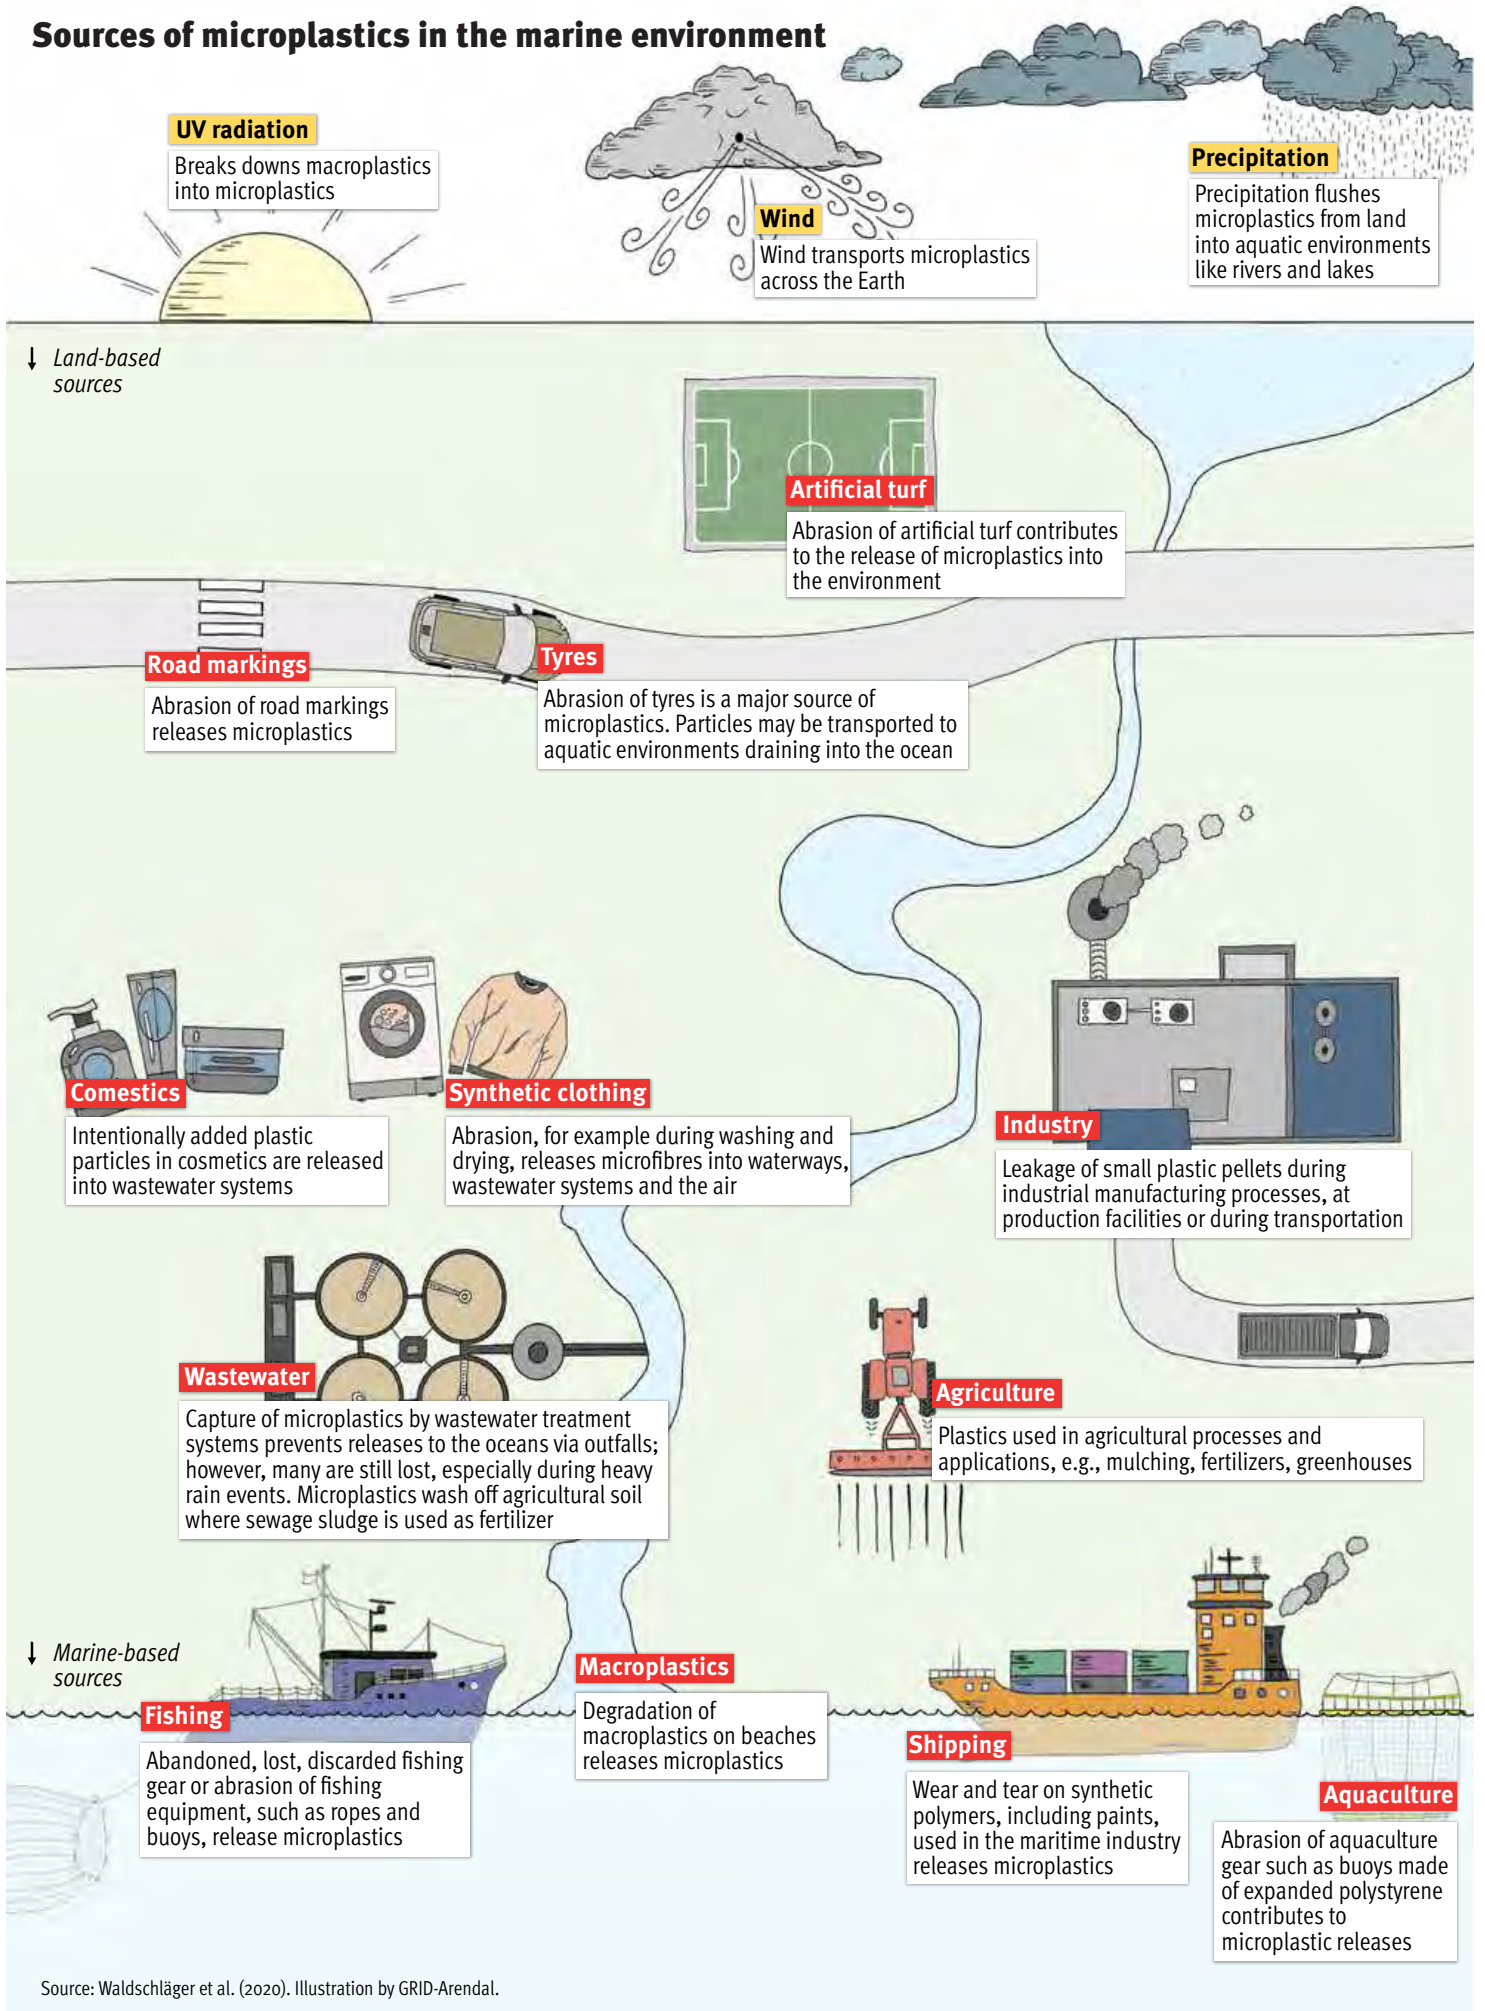 Sources of microplastics in the marine environment
UV radiation
Breaks downs macroplastics
into microplastics
Wind
Wind transports microplastics
across the Earth
Precipitation
Precipitation flushes
microplastics from land
into aquatic environments
like rivers and lakes
↓ Land-based
sources
Artificial turf
Abrasion of artificial turf contributes
to the release of microplastics into
the environment
Road markings
Abrasion of road markings
releases microplastics
Tyres
Abrasion of tyres is a major source of
microplastics. Particles may be transported to
aquatic environments draining into the ocean
Comestics
Intentionally added plastic
particles in cosmetics are released
into wastewater systems
Synthetic clothing
Abrasion, for example during washing and
drying, releases microfibres into waterways,
wastewater systems and the air
Industry
Leakage of small plastic pellets during
industrial manufacturing processes, at
production facilities or during transportation
Wastewater
Capture of microplastics by wastewater treatment
systems prevents releases to the oceans via outfalls;
however, many are still lost, especially during heavy
rain events. Microplastics wash off agricultural soil
where sewage sludge is used as fertilizer
Agriculture
Plastics used in agricultural processes and
applications, e.g., mulching, fertilizers, greenhouses
↓ Marine-based
sources
Fishing
Abandoned, lost, discarded fishing
gear or abrasion of fishing
equipment, such as ropes and
buoys, release microplastics
Macroplastics
Degradation of
macroplastics on beaches
releases microplastics
Shipping
Wear and tear on synthetic
polymers, including paints,
used in the maritime industry
releases microplastics
Aquaculture
Abrasion of aquaculture
gear such as buoys made
of expanded polystyrene
contributes to
microplastic releases
Source: Waldschläger et al. (2020). Illustration by GRID-Arendal.